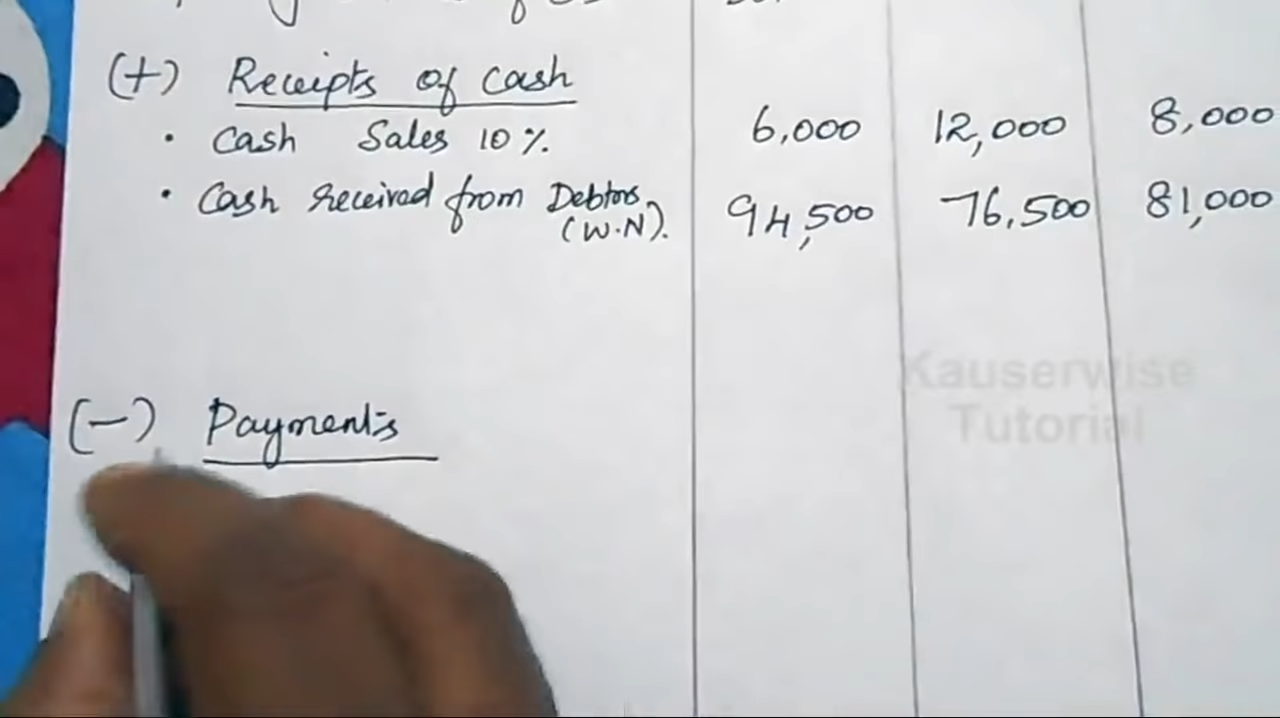 (+) Receipts of cash
• Cash Sales 10%. 6,000 12,000 8,000
• Cash received from Debtors 94,500 76,500 81,000
(W.N).
Kauserwise
Tutorial
(-) Payments